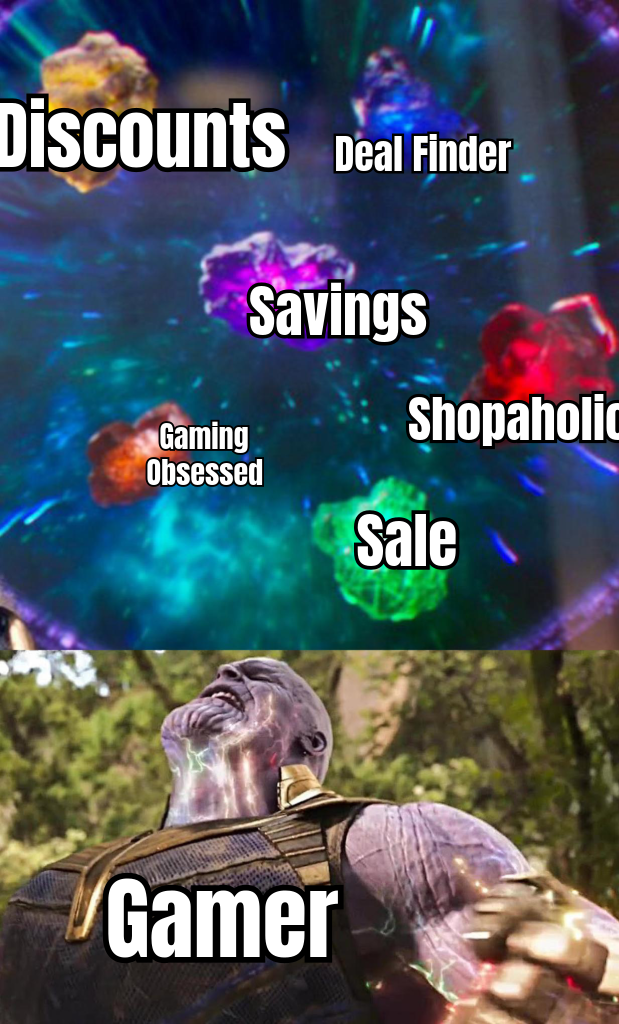 Discounts
Deal Finder
Savings
Shopaholic
Gaming
Obsessed
Sale
Gamer